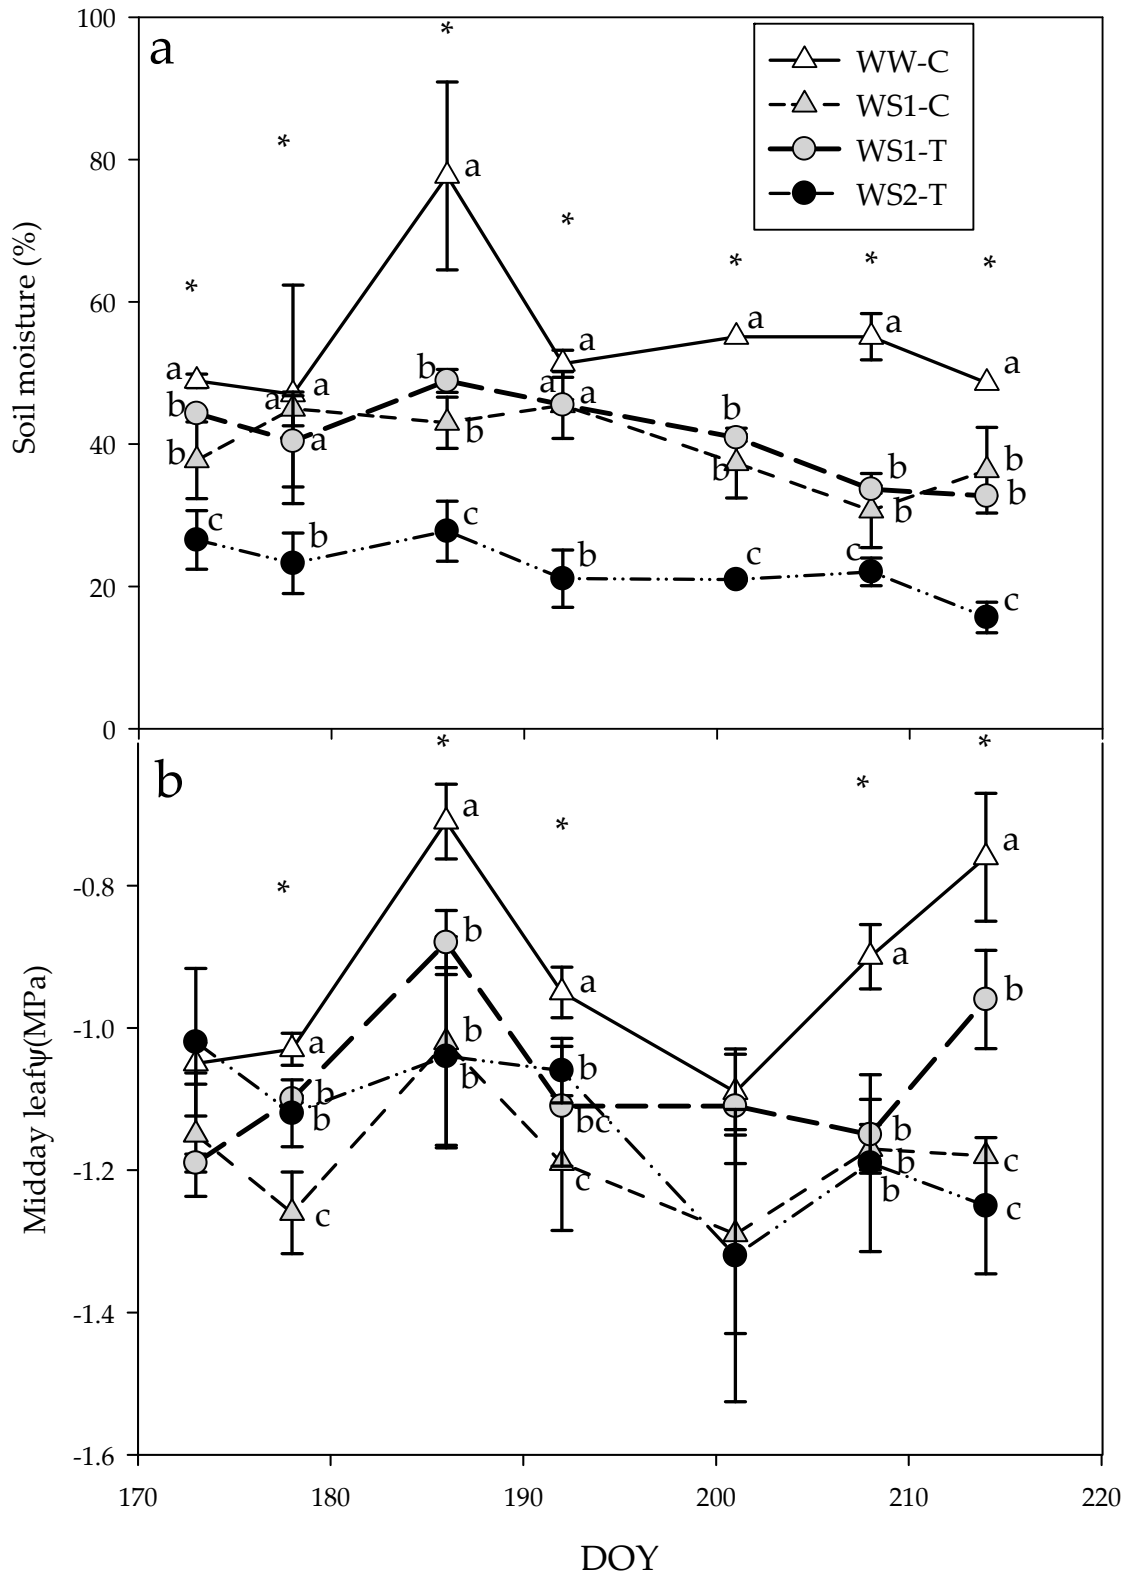 100
a
*
WW-C
WS1-C
WS1-T
WS2-T
*
80
a
*
*
*
*
*
60
a
a
a
a
a
a
b
a
b
a
a
a
b
b
a
b
b
b
b
b
40
b
b
c
b
c
b
c
c
c
20
0
Soil moisture (%)
*
*
b
*
a
*
a
*
-0.8
b
a
a
b
-1.0
a
b
b
b
b
b
bc
b
b
c
-1.2
c
b
c
c
-1.4
-1.6
Midday leafψ(MPa)
170
180
190
200
210
220
DOY